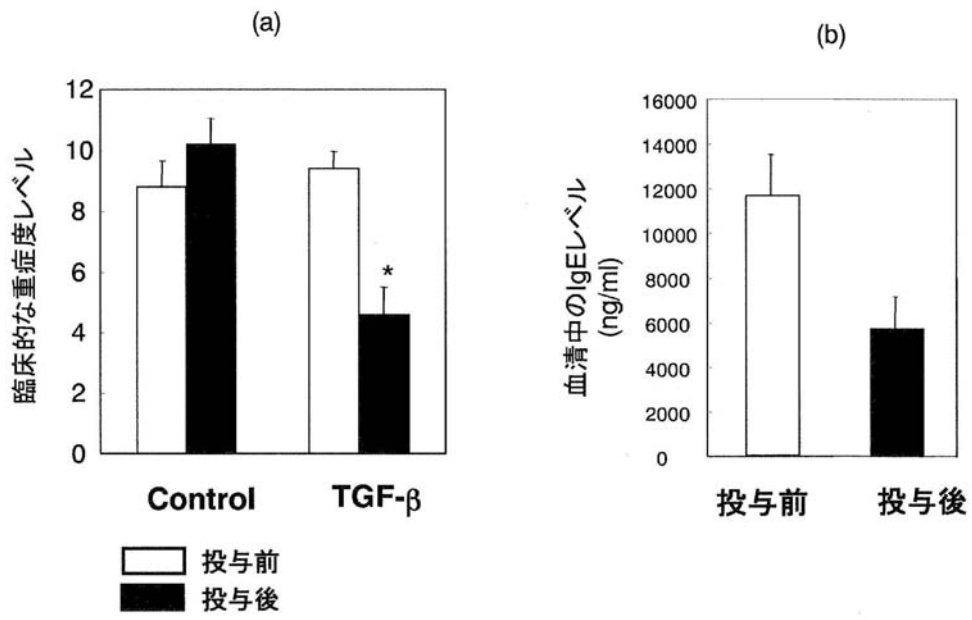 (a)
臨床的な重症度レベル
12
10
8
6
4
2
0
*
Control
TGF-β
投与前
投与後
(b)
血清中のIgEレベル
(ng/ml)
16000
14000
12000
10000
8000
6000
4000
2000
0
投与前
投与後